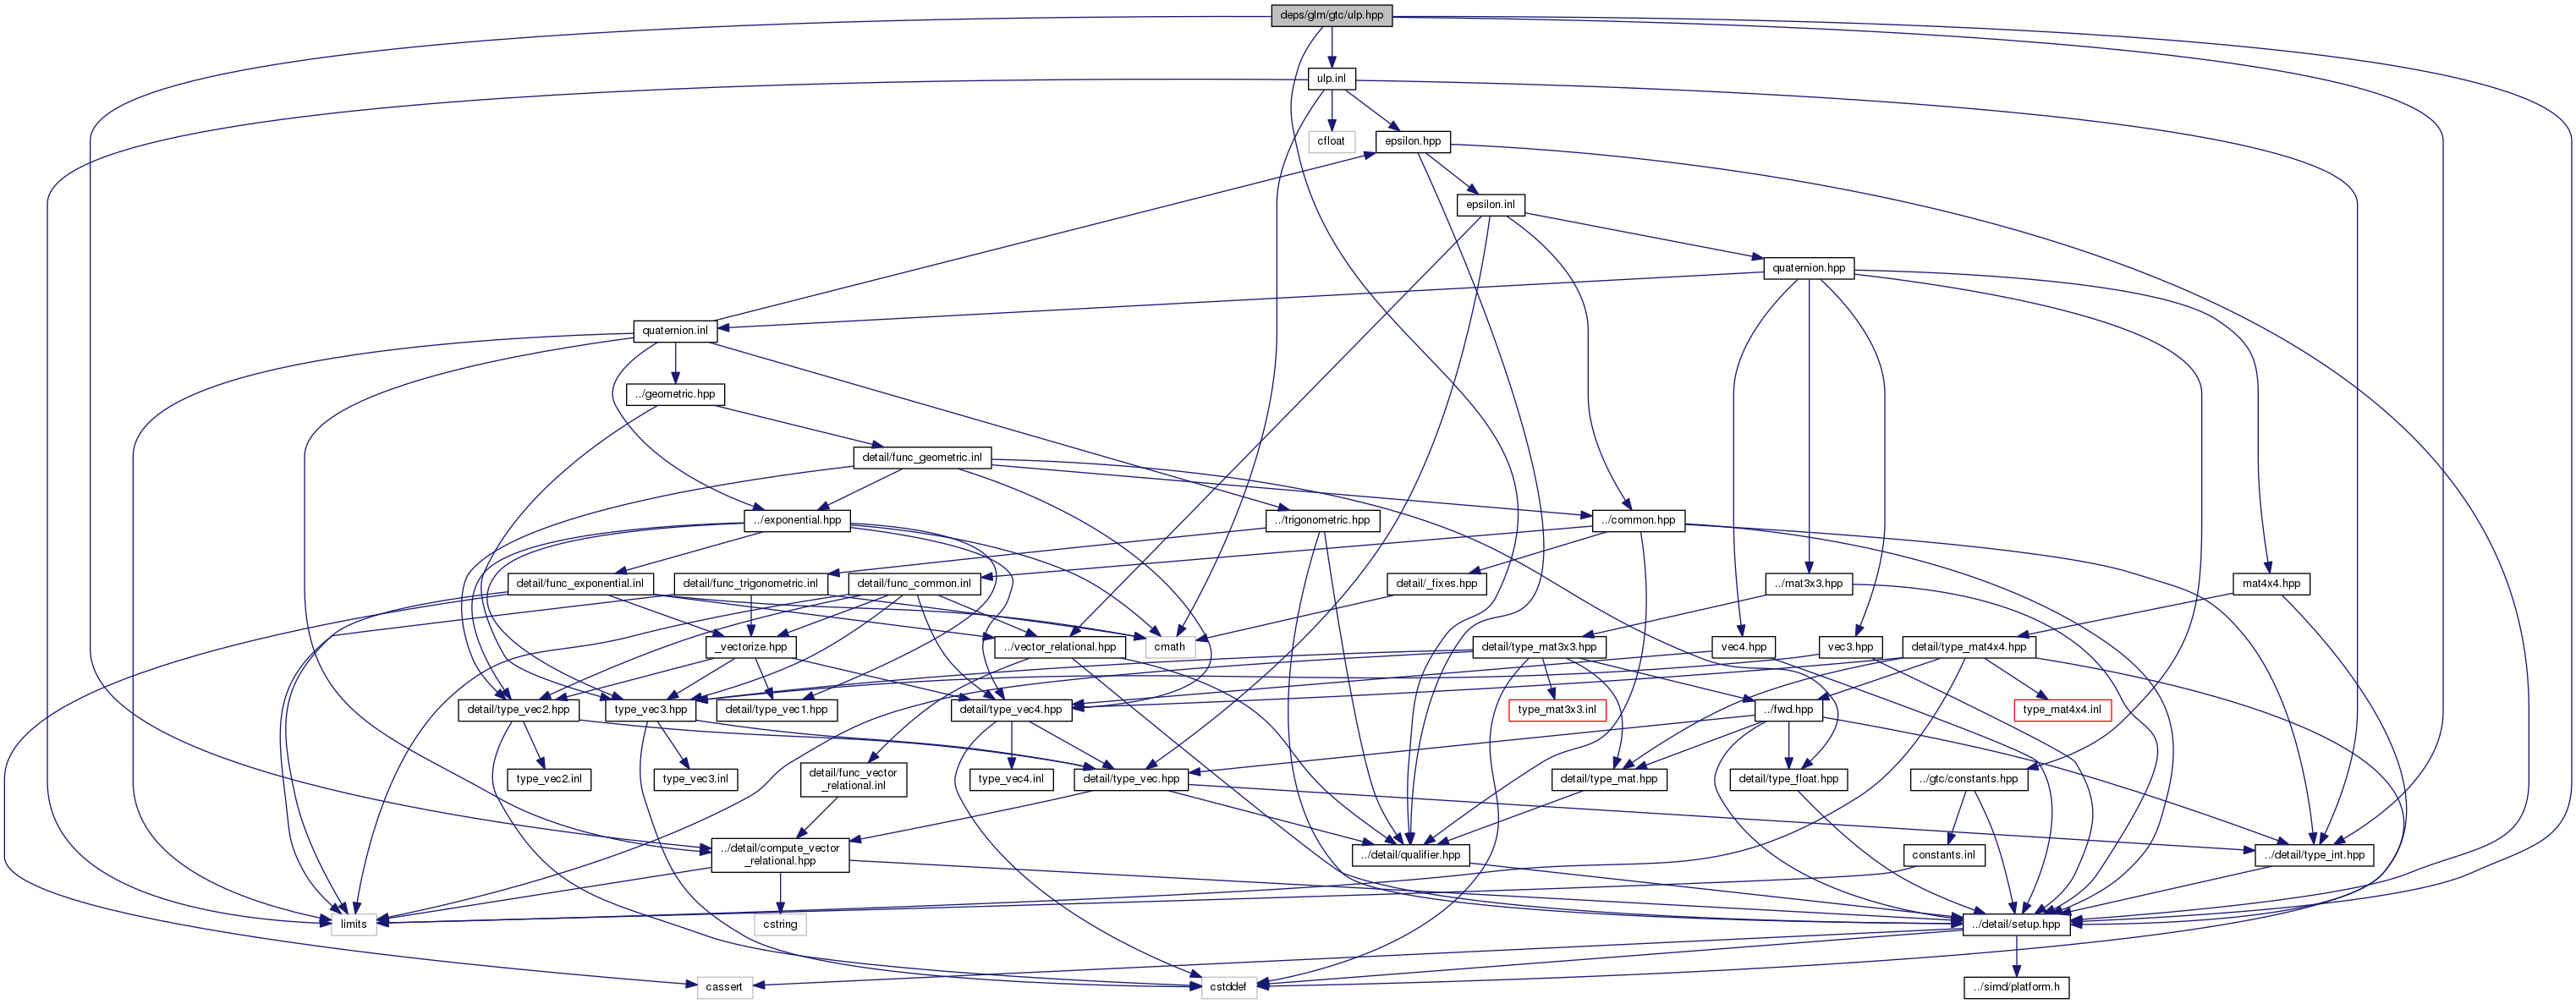 deps/glm/gtc/ulp.hpp
ulp.inl
cfloat
epsilon.hpp
epsilon.inl
quaternion.hpp
quaternion.inl
../geometric.hpp
detail/func_geometric.inl
../exponential.hpp
../trigonometric.hpp
../common.hpp
detail/func_exponential.inl
detail/func_trigonometric.inl
detail/func_common.inl
detail/_fixes.hpp
../mat3x3.hpp
mat4x4.hpp
_vectorize.hpp
../vector_relational.hpp
cmath
detail/type_mat3x3.hpp
vec4.hpp
vec3.hpp
detail/type_mat4x4.hpp
detail/type_vec2.hpp
type_vec3.hpp
detail/type_vec1.hpp
detail/type_vec4.hpp
type_mat3x3.inl
../fwd.hpp
type_mat4x4.inl
type_vec2.inl
type_vec3.inl
detail/func_vector
_relational.inl
type_vec4.inl
detail/type_vec.hpp
detail/type_mat.hpp
detail/type_float.hpp
../gtc/constants.hpp
../detail/compute_vector
_relational.hpp
../detail/qualifier.hpp
constants.inl
../detail/type_int.hpp
limits
cstring
../detail/setup.hpp
cassert
cstddef
../simd/platform.h